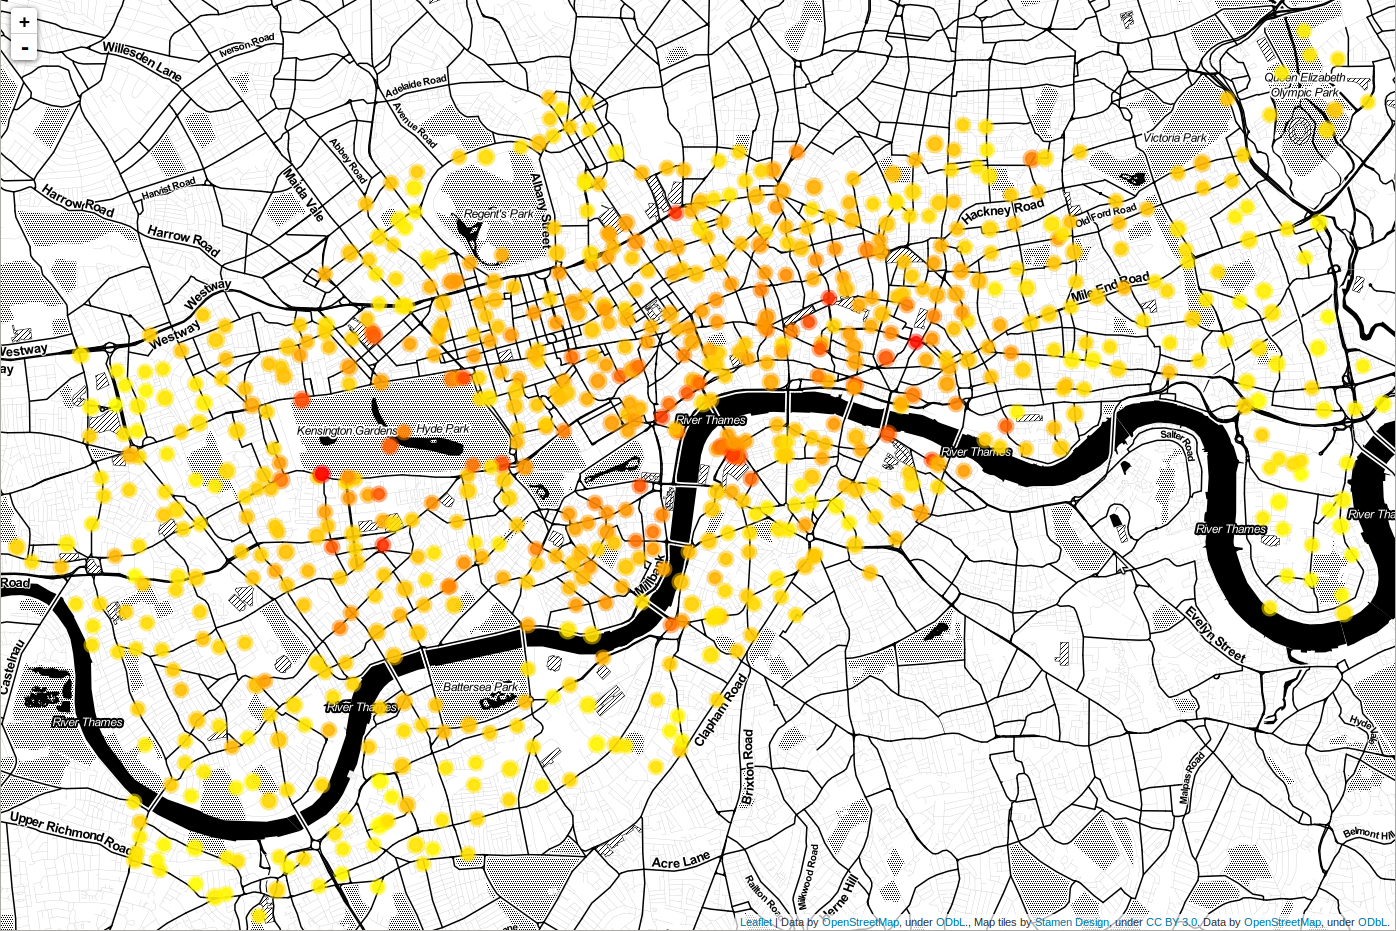 +
-
Willesden Lane
Iverson Road
Adelaide Road
Avenue Road
Abbey Road
Queen Elizabeth
Olympic Park
Victoria Park
Harrow Road
Harvist Road
Maida Vale
Albany Street
Regent's Park
Hackney Road
Old Ford Road
Harrow Road
Westway
Mile End Road
Westway
Westway
ay
River Thames
Kensington Gardens
Hyde Park
River Thames
Salter Road
River Thames
River Tha
Road
Millbank
Evelyn Street
Castelnau
Battersea Park
River Thames
River Thames
Clapham Road
Brixton Road
Malpas Road
Upper Richmond Road
Belmont Hill
Acre Lane
Railton Road
Milkwood Road
Herne Hill
Leaflet | Data by OpenStreetMap, under ODbL., Map tiles by Stamen Design, under CC BY 3.0. Data by OpenStreetMap, under ODbL.